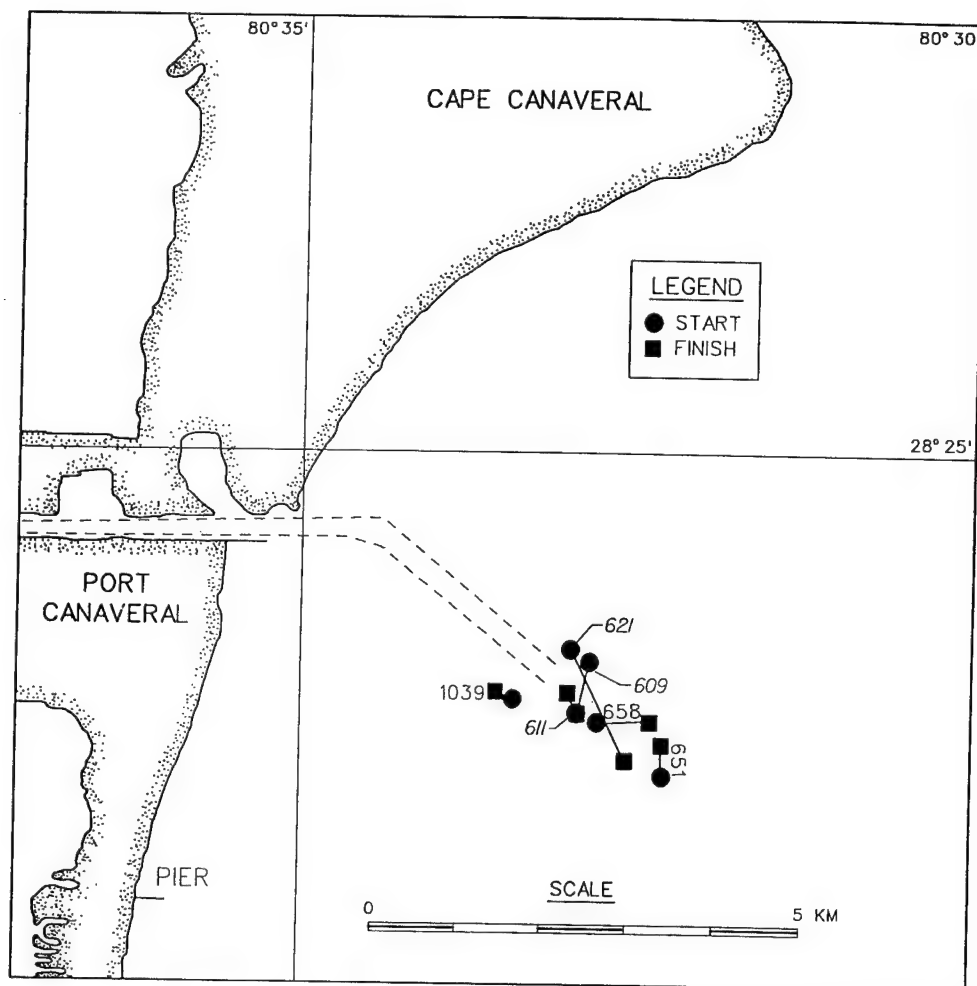 80° 35'
80° 30
CAPE CANAVERAL
LEGEND
START
FINISH
28° 25'
PORT
CANAVERAL
621
609
1039
611
658
651
PIER
SCALE
0
5 KM